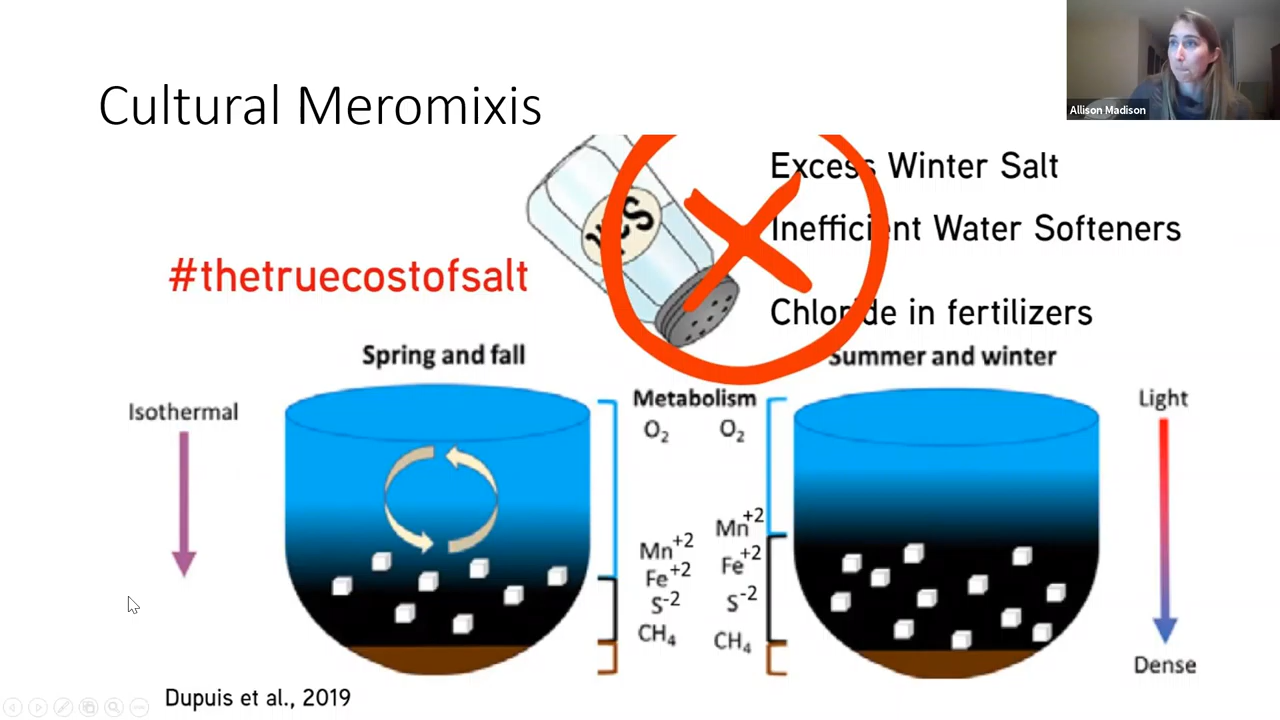 Allison Madison
Cultural Meromixis
Excess Winter Salt
Inefficient Water Softeners
Chloride in fertilizers
#thetruecostofsalt
Spring and fall
Summer and winter
Isothermal
Metabolism
O₂ O₂
Mn⁺² Mn⁺²
Fe⁺² Fe⁺²
S⁻² S⁻²
CH₄ CH₄
Light
Dense
Dupuis et al., 2019